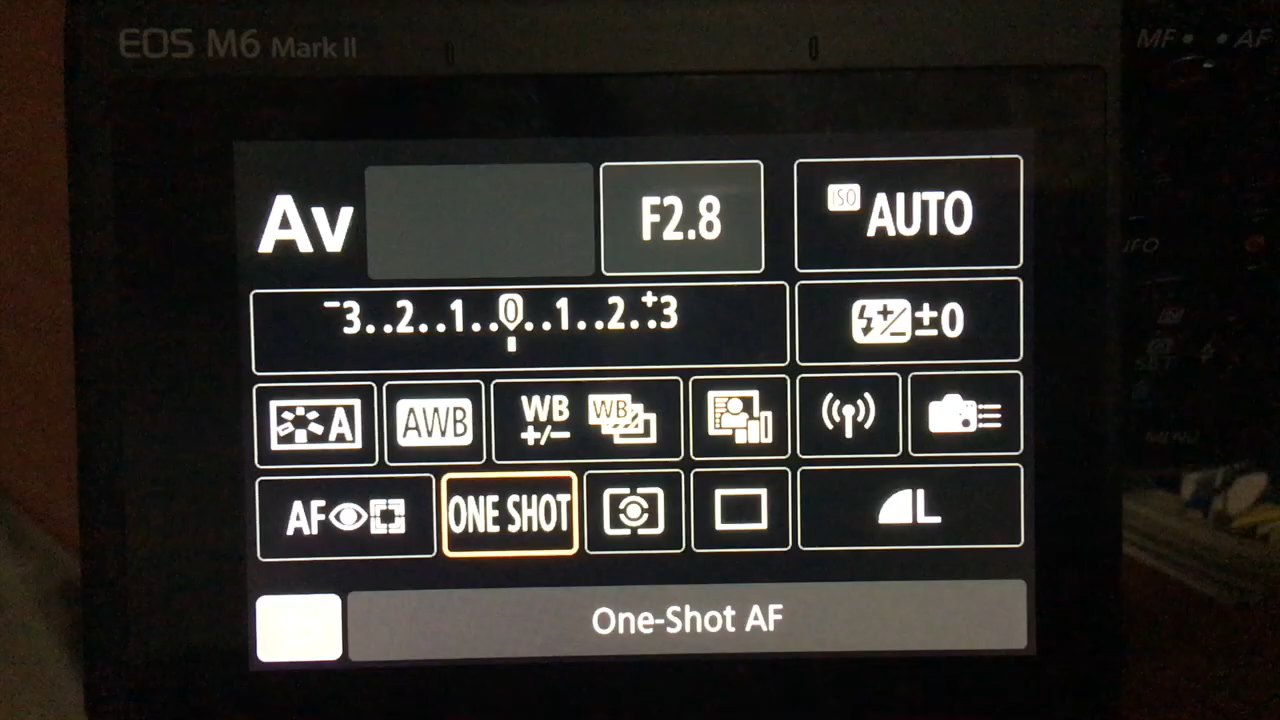 EOS M6 Mark II
MF AF
Av F2.8 ISO AUTO
-3..2..1..0..1..2..+3
±0
A AWB WB +/- WB
AF ONE SHOT L
One-Shot AF
MENU